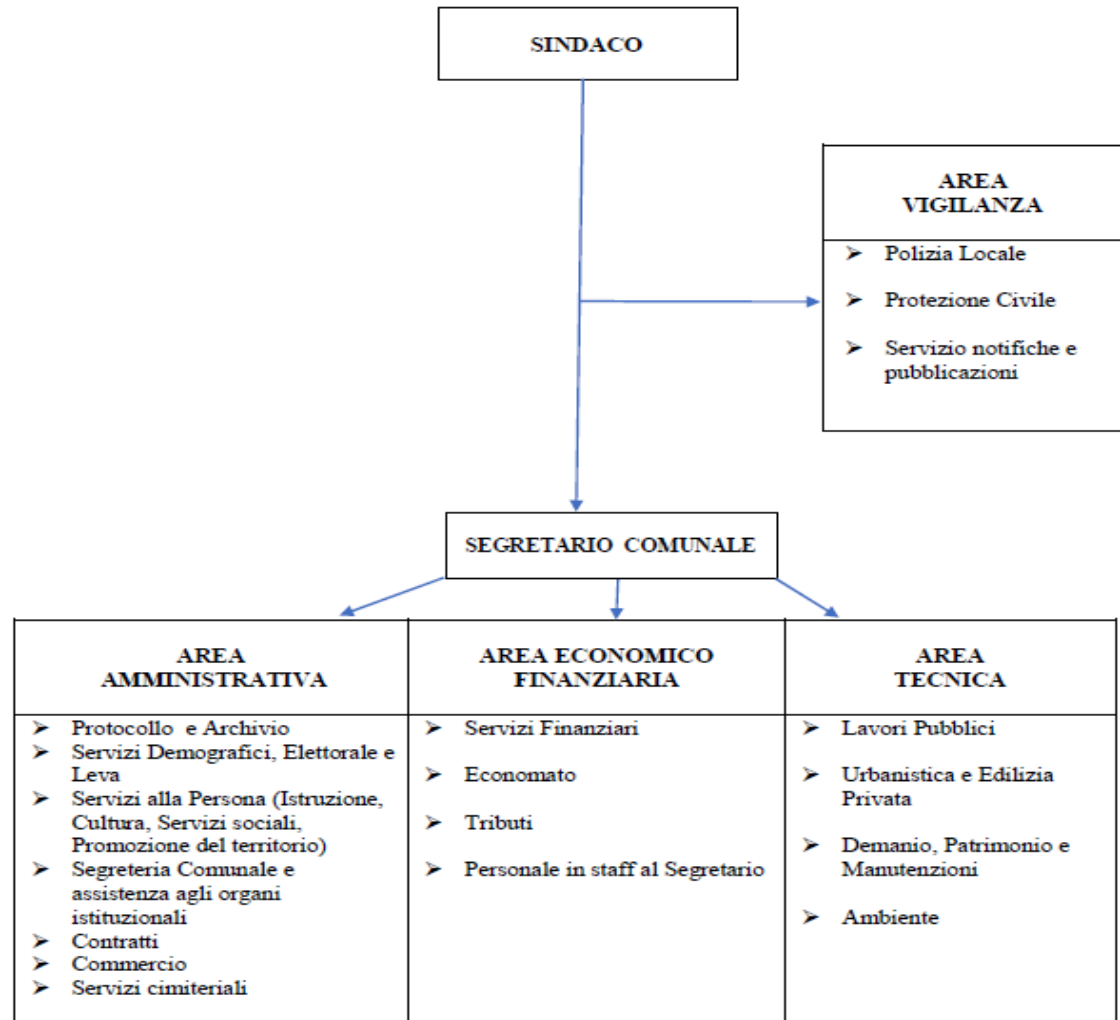 SINDACO
AREA
VIGILANZA
➤ Polizia Locale
➤ Protezione Civile
➤ Servizio notifiche e
pubblicazioni
SEGRETARIO COMUNALE
AREA
AMMINISTRATIVA
➤ Protocollo e Archivio
➤ Servizi Demografici, Elettorale e
Leva
➤ Servizi alla Persona (Istruzione,
Cultura, Servizi sociali,
Promozione del territorio)
➤ Segreteria Comunale e
assistenza agli organi
istituzionali
➤ Contratti
➤ Commercio
➤ Servizi cimiteriali
AREA ECONOMICO
FINANZIARIA
➤ Servizi Finanziari
➤ Economato
➤ Tributi
➤ Personale in staff al Segretario
AREA
TECNICA
➤ Lavori Pubblici
➤ Urbanistica e Edilizia
Privata
➤ Demanio, Patrimonio e
Manutenzioni
➤ Ambiente